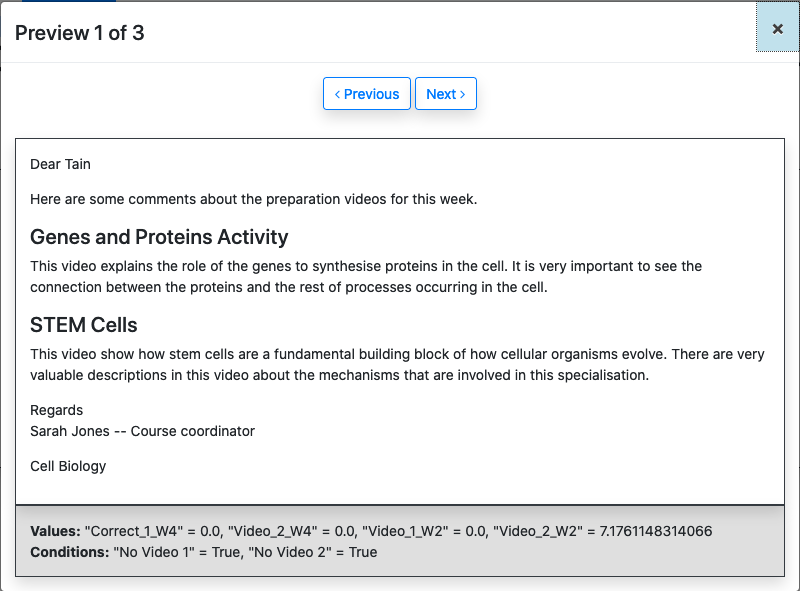 Preview 1 of 3
×
‹ Previous
Next ›
Dear Tain
Here are some comments about the preparation videos for this week.
Genes and Proteins Activity
This video explains the role of the genes to synthesise proteins in the cell. It is very important to see the
connection between the proteins and the rest of processes occurring in the cell.
STEM Cells
This video show how stem cells are a fundamental building block of how cellular organisms evolve. There are very
valuable descriptions in this video about the mechanisms that are involved in this specialisation.
Regards
Sarah Jones -- Course coordinator
Cell Biology
Values: "Correct_1_W4" = 0.0, "Video_2_W4" = 0.0, "Video_1_W2" = 0.0, "Video_2_W2" = 7.1761148314066
Conditions: "No Video 1" = True, "No Video 2" = True